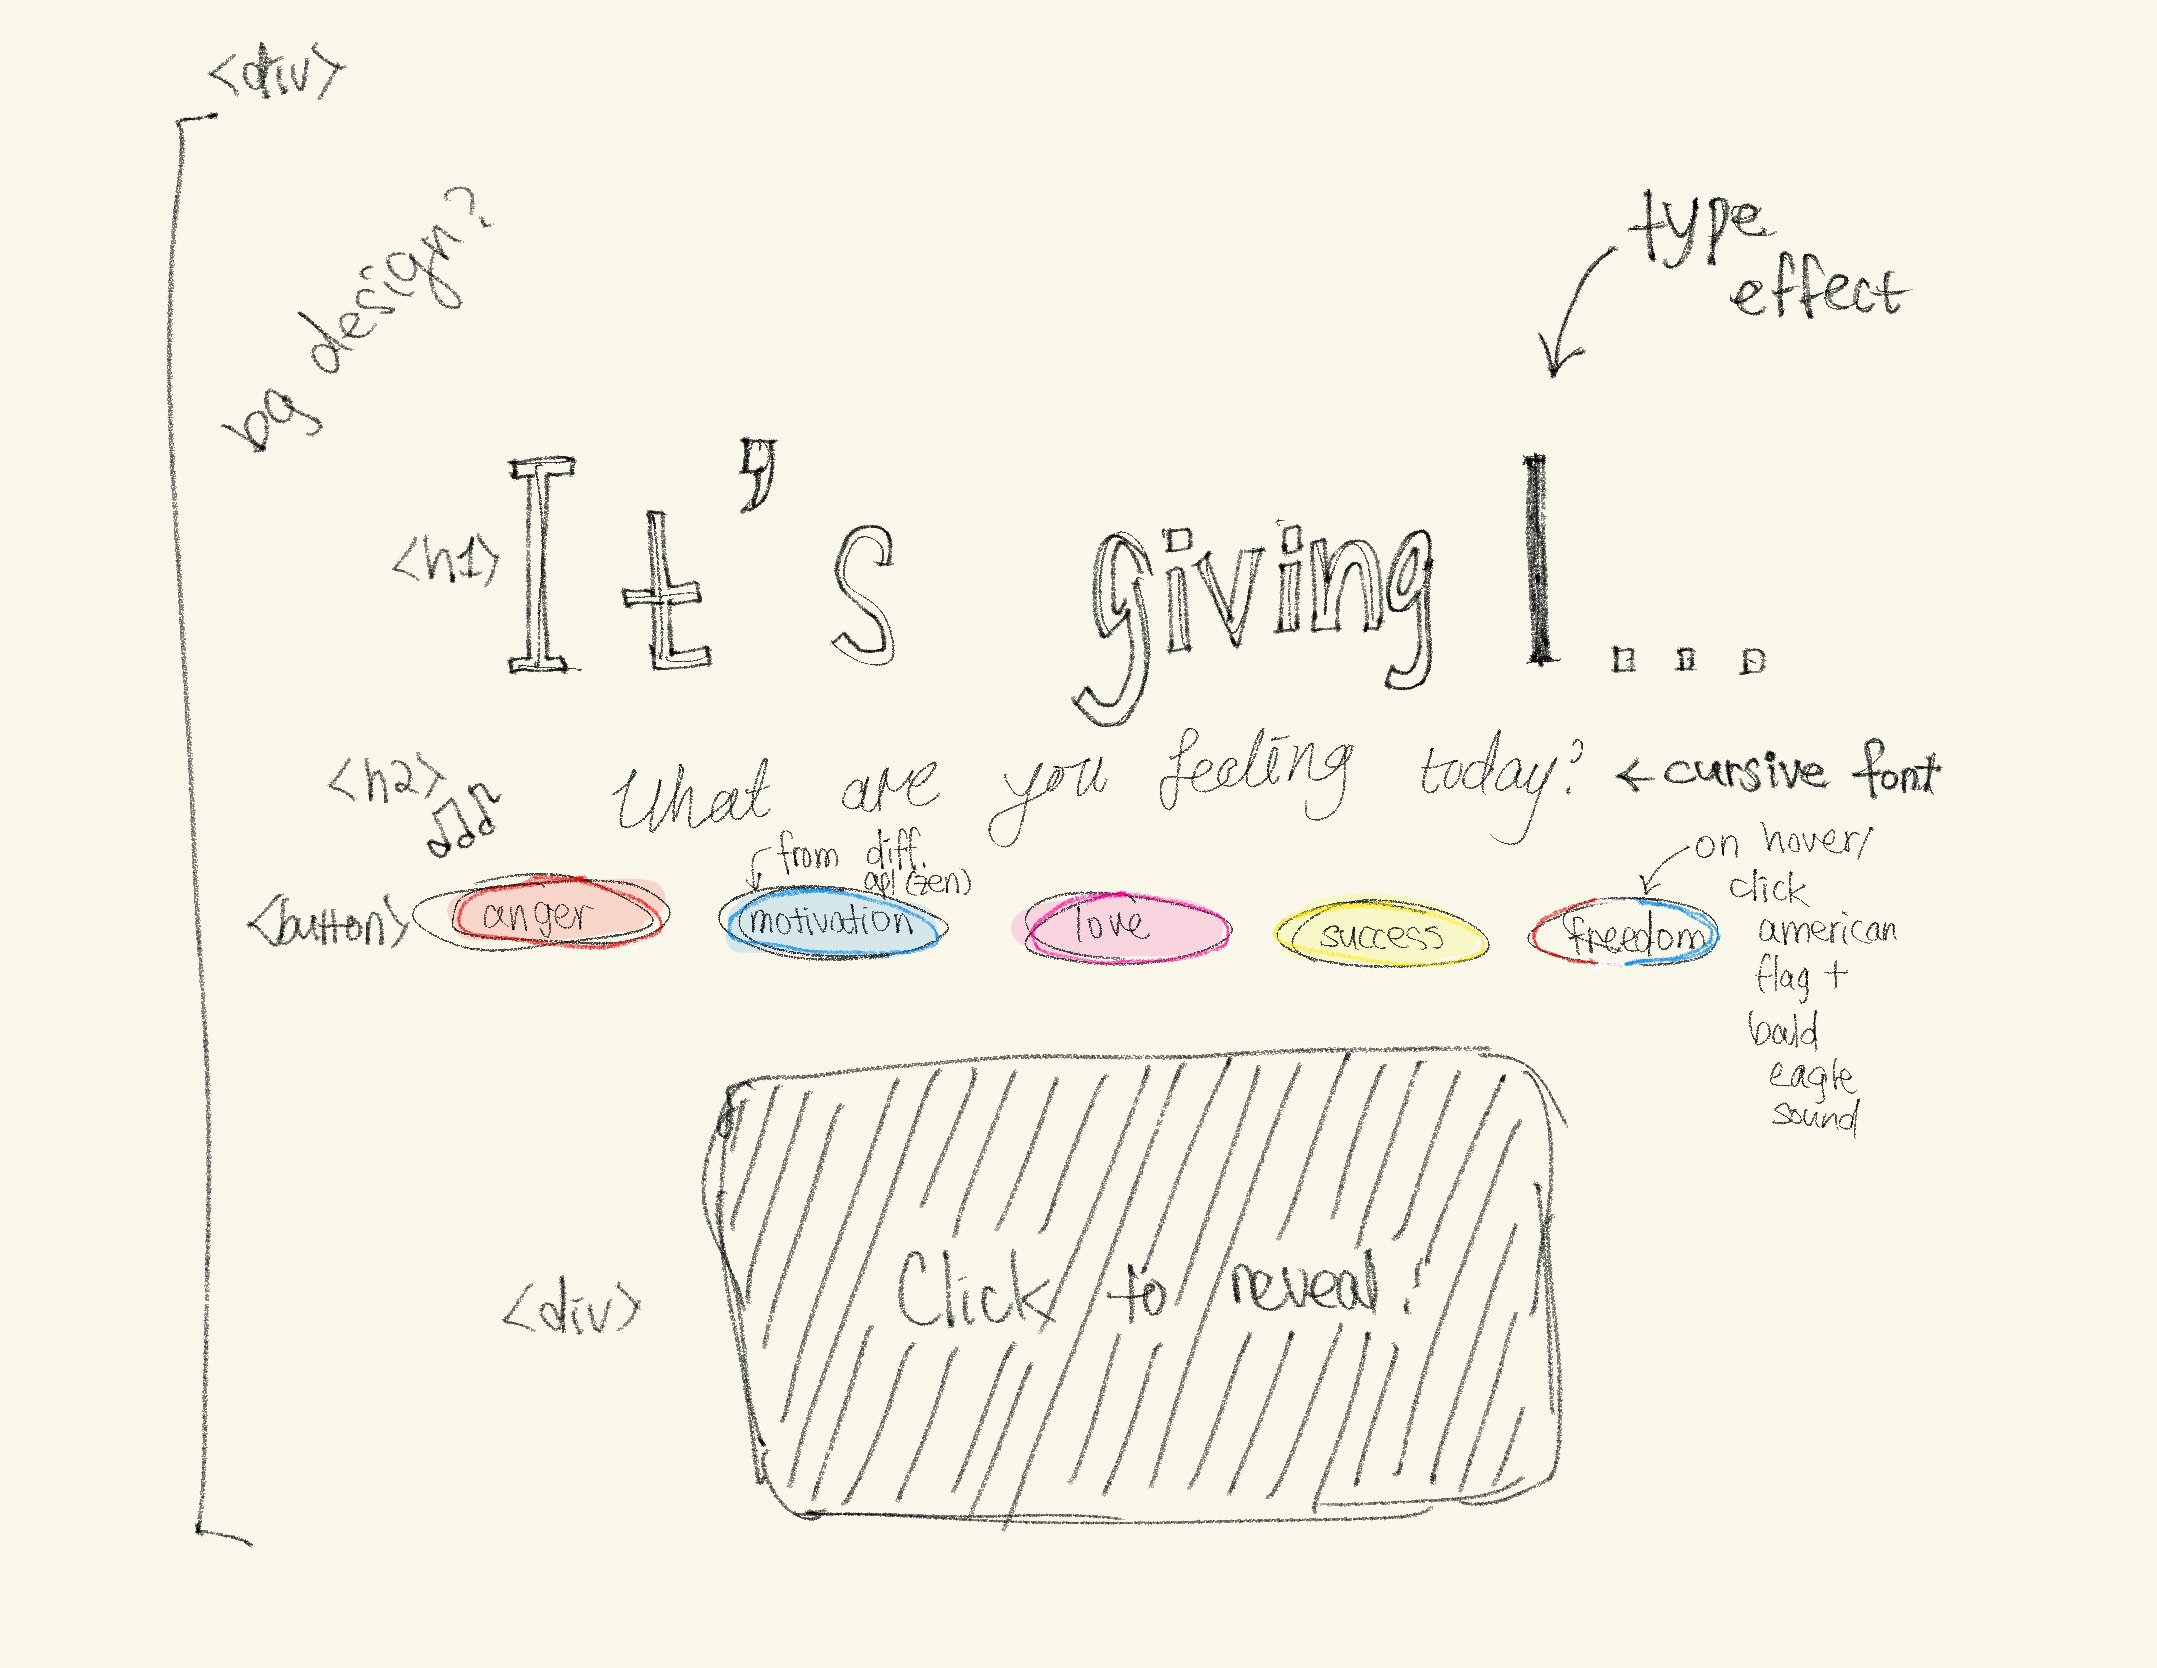 <div>
bg design?
type
effect
<h1> It's giving | ...
<h2> What are you feeling today? ← cursive font
from diff.
api (zen)
<button> anger motivation love success freedom
on hover/
click
american
flag +
bald
eagle
sound
<div> Click to reveal!